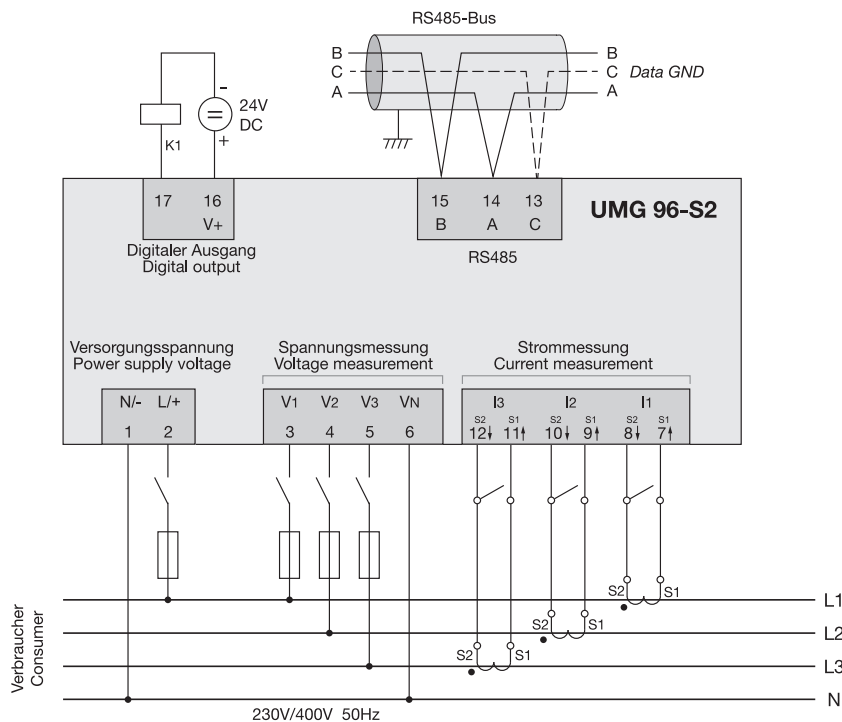 RS485-Bus
B B
C C Data GND
A A
-
24V
DC
+
K1
17 16
V+
15 14 13
B A C
UMG 96-S2
Digitaler Ausgang
Digital output
RS485
Versorgungsspannung
Power supply voltage
Spannungsmessung
Voltage measurement
Strommessung
Current measurement
N/- L/+
1 2
V1 V2 V3 VN
3 4 5 6
I3 I2 I1
S2 S1 S2 S1 S2 S1
12 11 10 9 8 7
S2 S1
L1
S2 S1
L2
S2 S1
L3
N
Verbraucher
Consumer
230V/400V 50Hz